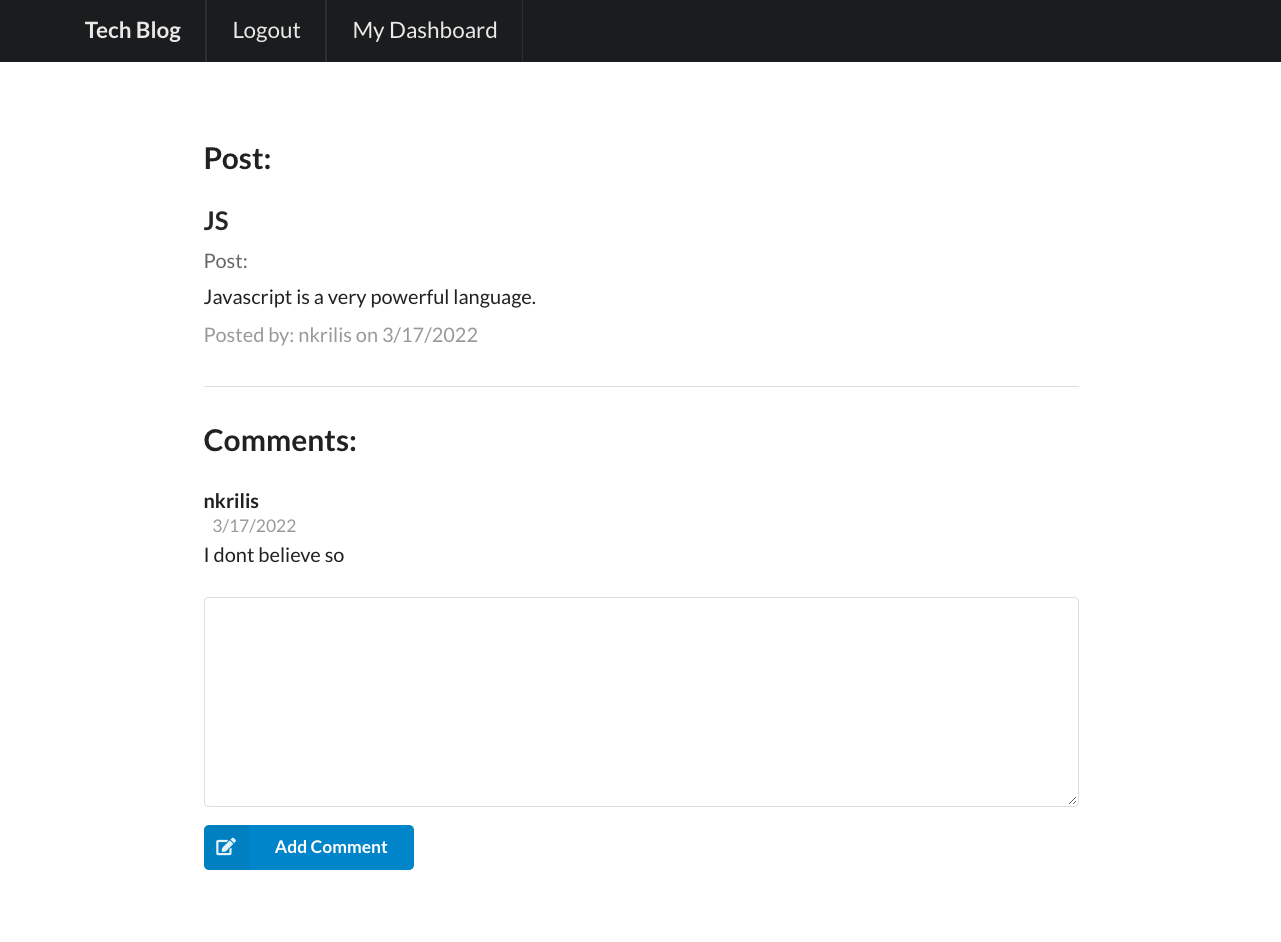 Tech Blog Logout My Dashboard
Post:
JS
Post:
Javascript is a very powerful language.
Posted by: nkrilis on 3/17/2022
Comments:
nkrilis
3/17/2022
I dont believe so
Add Comment